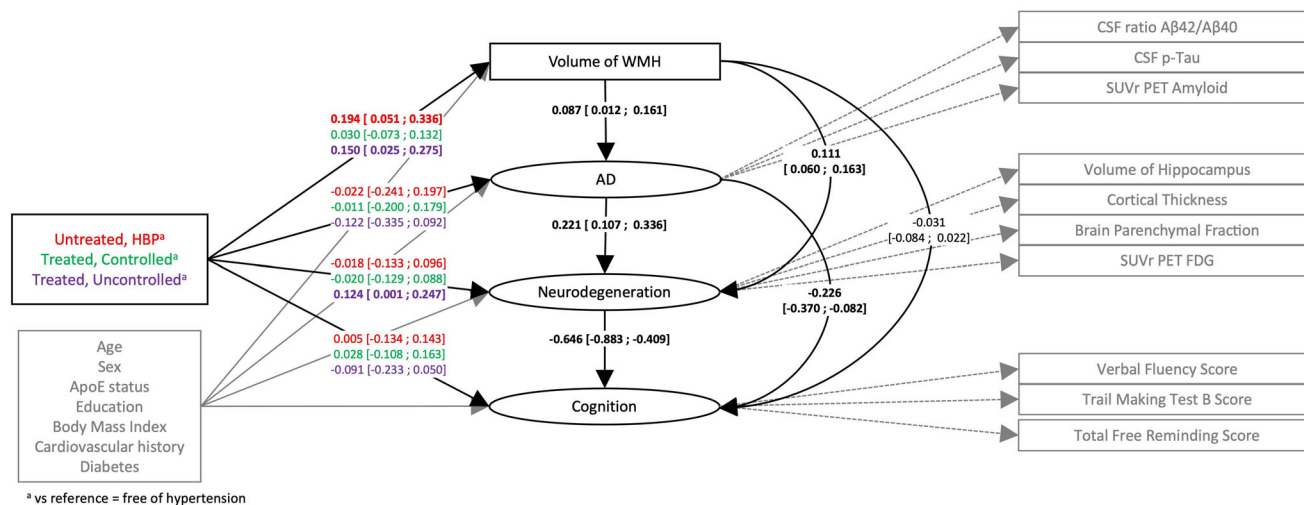 CSF ratio Aβ42/Aβ40
CSF p-Tau
SUVr PET Amyloid
Volume of WMH
0.087 [ 0.012 ; 0.161]
0.194 [ 0.051 ; 0.336]
0.030 [-0.073 ; 0.132]
0.150 [ 0.025 ; 0.275]
0.111
[ 0.060 ; 0.163]
AD
-0.022 [-0.241 ; 0.197]
-0.011 [-0.200 ; 0.179]
-0.122 [-0.335 ; 0.092]
Volume of Hippocampus
Cortical Thickness
Brain Parenchymal Fraction
SUVr PET FDG
0.221 [ 0.107 ; 0.336]
-0.031
[-0.084 ; 0.022]
Untreated, HBPᵃ
Treated, Controlledᵃ
Treated, Uncontrolledᵃ
-0.018 [-0.133 ; 0.096]
-0.020 [-0.129 ; 0.088]
0.124 [ 0.001 ; 0.247]
Neurodegeneration
-0.226
[-0.370 ; -0.082]
-0.646 [-0.883 ; -0.409]
0.005 [-0.134 ; 0.143]
0.028 [-0.108 ; 0.163]
-0.091 [-0.233 ; 0.050]
Age
Sex
ApoE status
Education
Body Mass Index
Cardiovascular history
Diabetes
Cognition
Verbal Fluency Score
Trail Making Test B Score
Total Free Reminding Score
ᵃ vs reference = free of hypertension